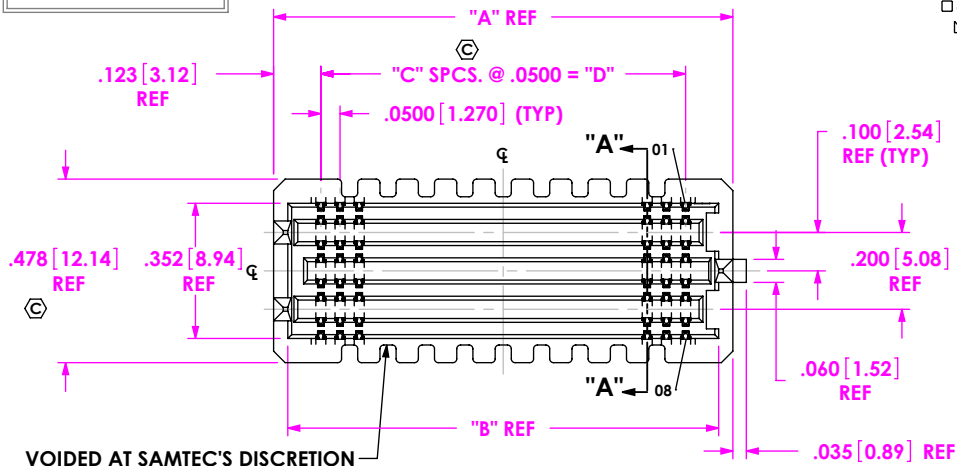 "A" REF
C
.123 [3.12]
REF
"C" SPCS. @ .0500 = "D"
.0500 [1.270] (TYP)
.100 [2.54]
REF (TYP)
"A"
01
℄
.478 [12.14]
REF
.352 [8.94]
REF
℄
.200 [5.08]
REF
C
.060 [1.52]
REF
"A"
08
"B" REF
.035 [0.89] REF
VOIDED AT SAMTEC'S DISCRETION